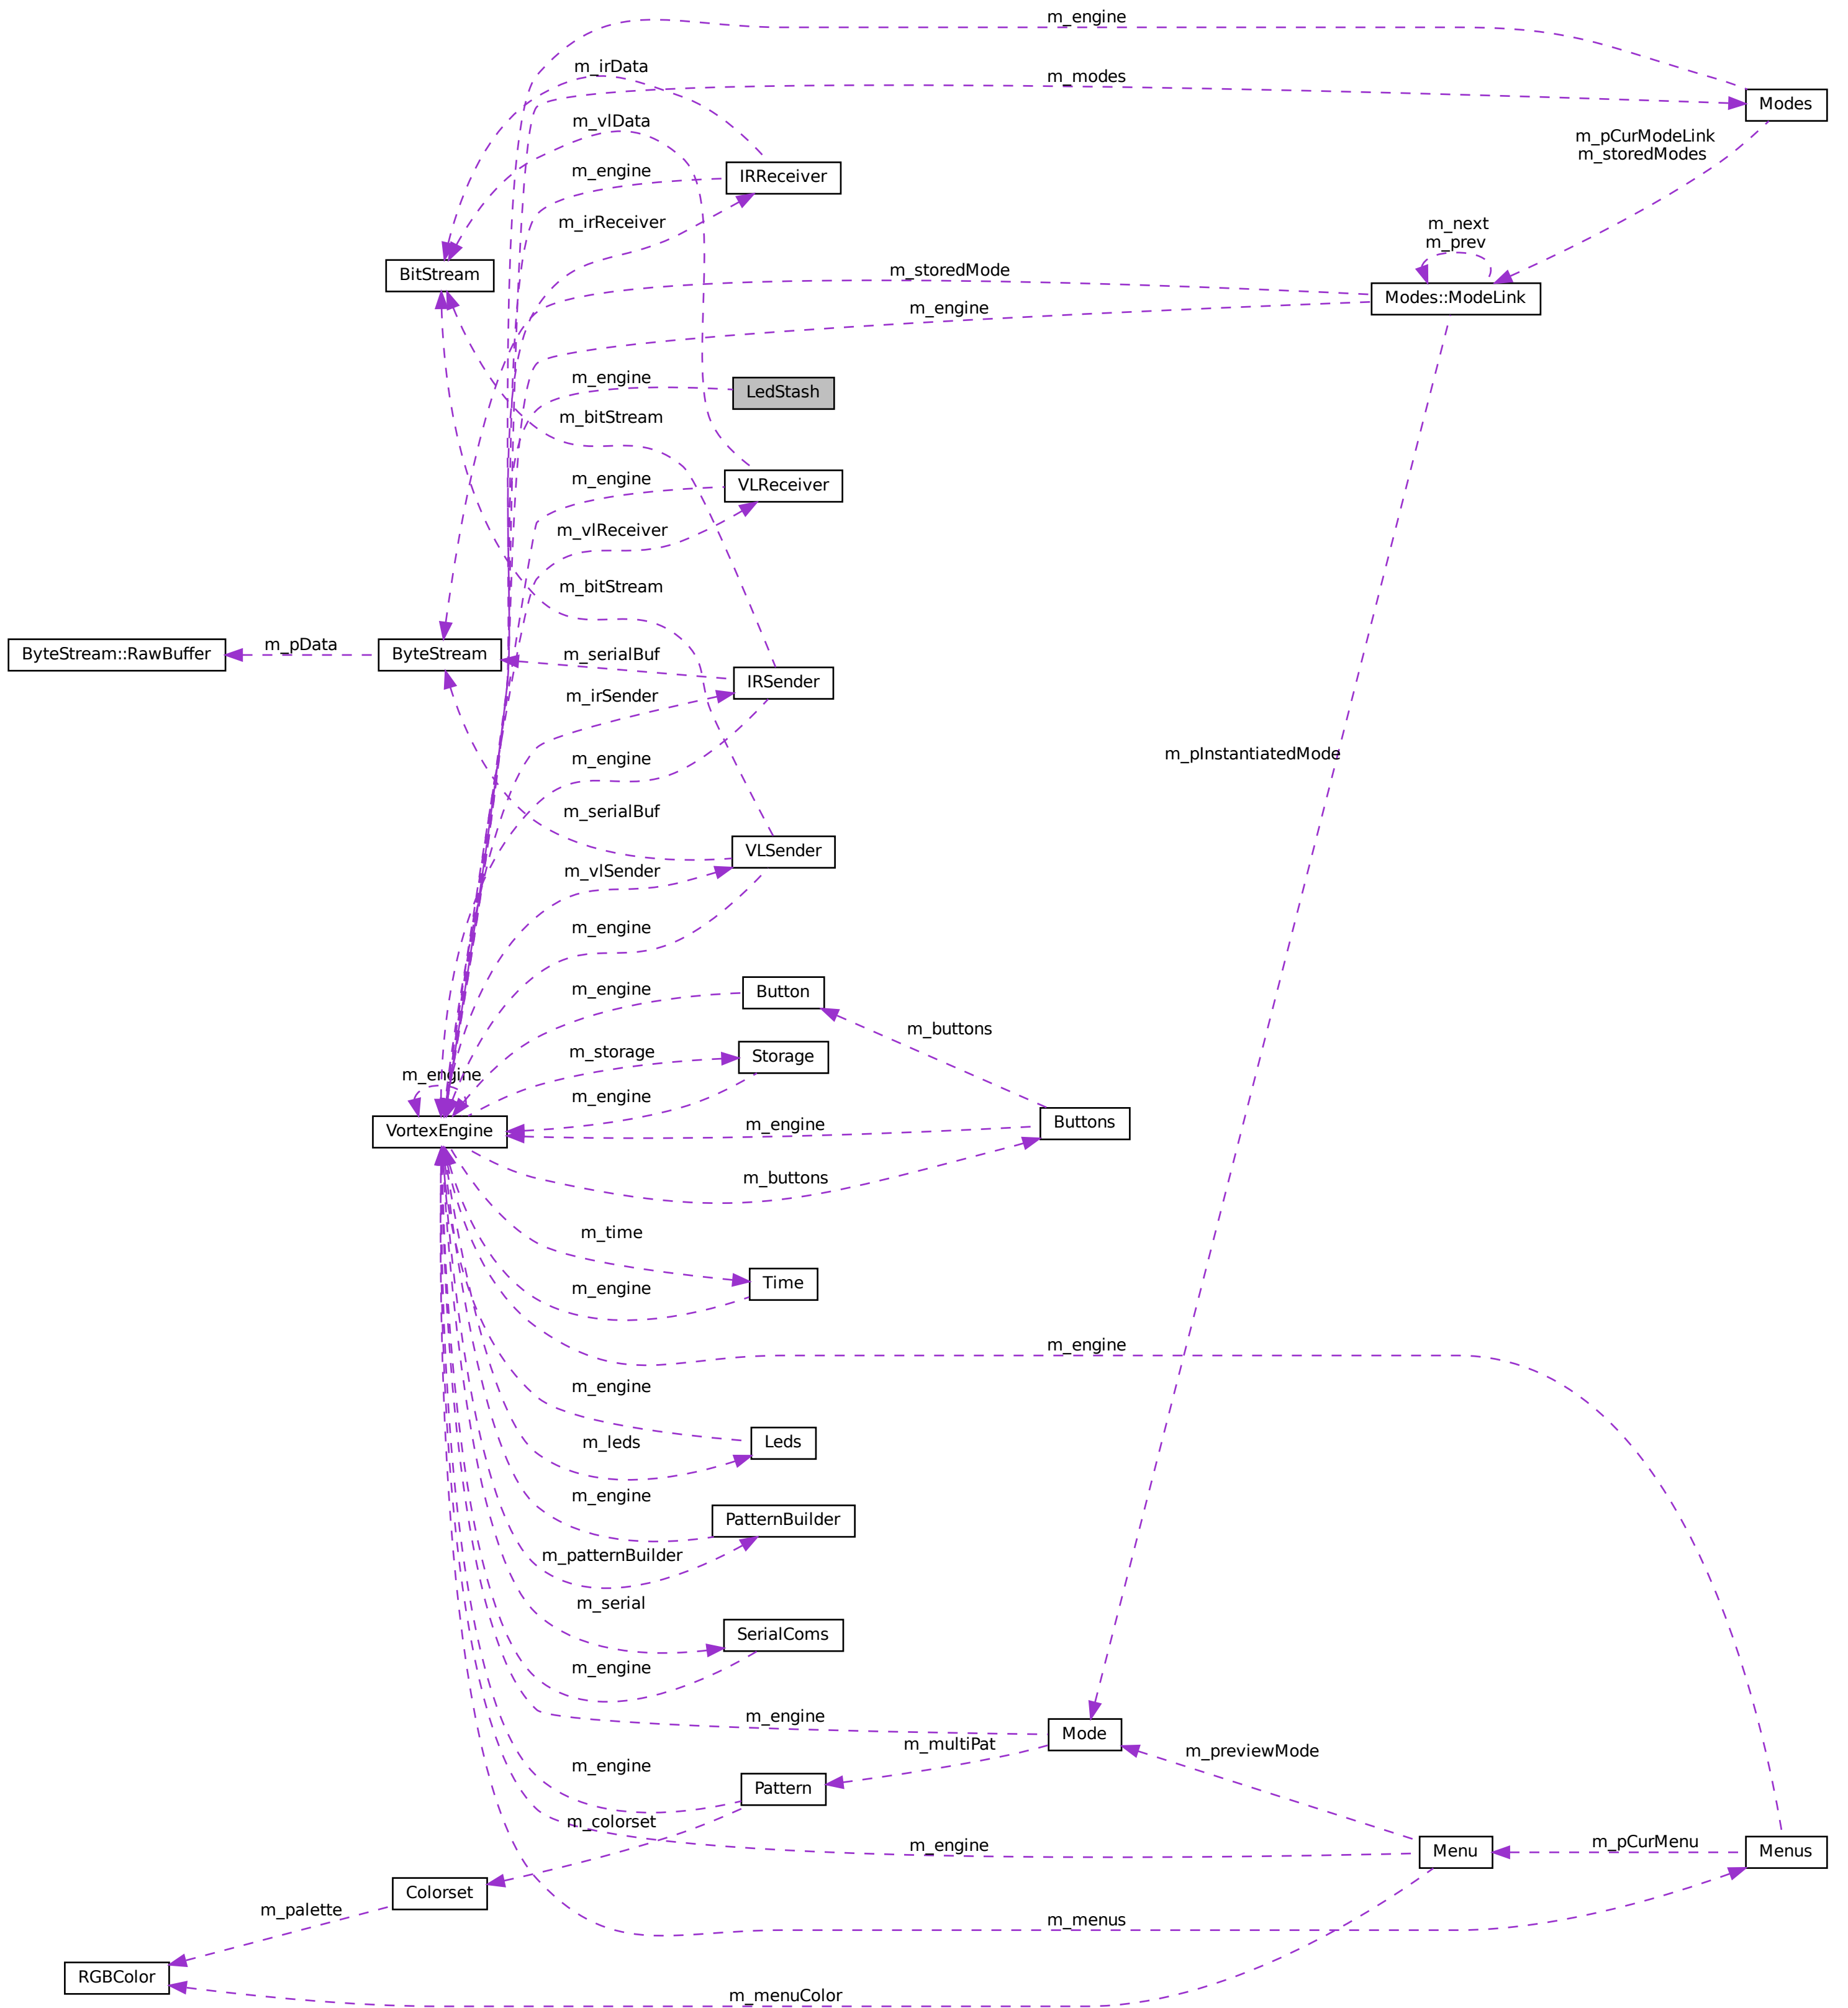 m_engine
m_irData
m_modes
Modes
m_vlData
m_pCurModeLink
m_storedModes
m_engine
IRReceiver
m_irReceiver
m_next
m_prev
BitStream
m_storedMode
Modes::ModeLink
m_engine
m_engine
LedStash
m_bitStream
m_engine
VLReceiver
m_vlReceiver
m_bitStream
ByteStream::RawBuffer
m_pData
ByteStream
m_serialBuf
IRSender
m_irSender
m_engine
m_pInstantiatedMode
m_serialBuf
VLSender
m_vlSender
m_engine
m_engine
Button
m_buttons
m_storage
Storage
m_engine
m_engine
VortexEngine
m_engine
Buttons
m_buttons
m_time
Time
m_engine
m_engine
m_engine
Leds
m_leds
m_engine
PatternBuilder
m_patternBuilder
m_serial
SerialComs
m_engine
m_engine
Mode
m_multiPat
m_previewMode
m_engine
Pattern
m_colorset
m_engine
Menu
m_pCurMenu
Menus
Colorset
m_palette
m_menus
RGBColor
m_menuColor